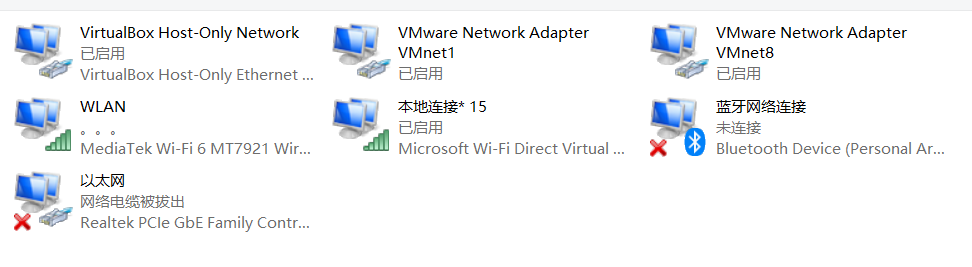 VirtualBox Host-Only Network
已启用
VirtualBox Host-Only Ethernet ...
VMware Network Adapter
VMnet1
已启用
VMware Network Adapter
VMnet8
已启用
WLAN
。。。
MediaTek Wi-Fi 6 MT7921 Wir...
本地连接* 15
已启用
Microsoft Wi-Fi Direct Virtual ...
蓝牙网络连接
未连接
Bluetooth Device (Personal Ar...
以太网
网络电缆被拔出
Realtek PCIe GbE Family Contr...